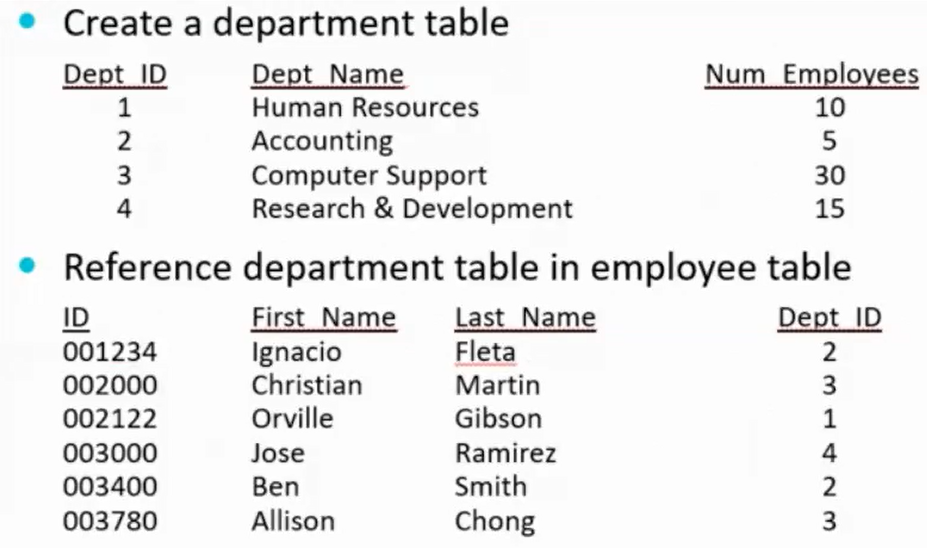 Create a department table
Dept_ID Dept_Name Num_Employees
1 Human Resources 10
2 Accounting 5
3 Computer Support 30
4 Research & Development 15
Reference department table in employee table
ID First_Name Last_Name Dept_ID
001234 Ignacio Fleta 2
002000 Christian Martin 3
002122 Orville Gibson 1
003000 Jose Ramirez 4
003400 Ben Smith 2
003780 Allison Chong 3